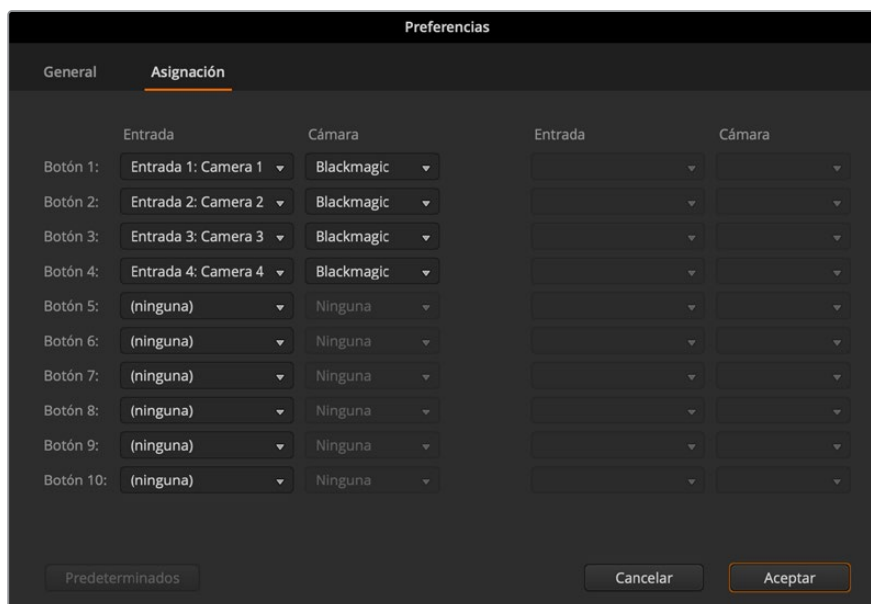 Preferencias
General Asignación
Entrada Cámara Entrada Cámara
Botón 1: Entrada 1: Camera 1 Blackmagic
Botón 2: Entrada 2: Camera 2 Blackmagic
Botón 3: Entrada 3: Camera 3 Blackmagic
Botón 4: Entrada 4: Camera 4 Blackmagic
Botón 5: (ninguna) Ninguna
Botón 6: (ninguna) Ninguna
Botón 7: (ninguna) Ninguna
Botón 8: (ninguna) Ninguna
Botón 9: (ninguna) Ninguna
Botón 10: (ninguna) Ninguna
Predeterminados Cancelar Aceptar